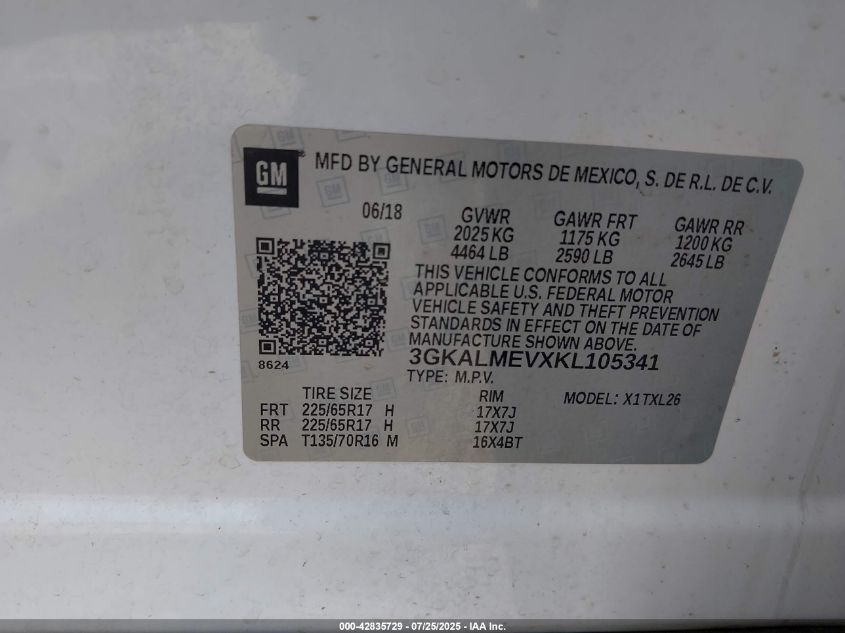 GM ® MFD BY GENERAL MOTORS DE MEXICO, S. DE R.L. DE C.V.
06/18 GVWR GAWR FRT GAWR RR
2025 KG 1175 KG 1200 KG
4464 LB 2590 LB 2645 LB
THIS VEHICLE CONFORMS TO ALL
APPLICABLE U.S. FEDERAL MOTOR
VEHICLE SAFETY AND THEFT PREVENTION
STANDARDS IN EFFECT ON THE DATE OF
MANUFACTURE SHOWN ABOVE.
8624 3GKALMEVXKL105341
TYPE: M.P.V.
TIRE SIZE RIM MODEL: X1TXL26
FRT 225/65R17 H 17X7J
RR 225/65R17 H 17X7J
SPA T135/70R16 M 16X4BT
000-42835729 - 07/25/2025 - IAA Inc.